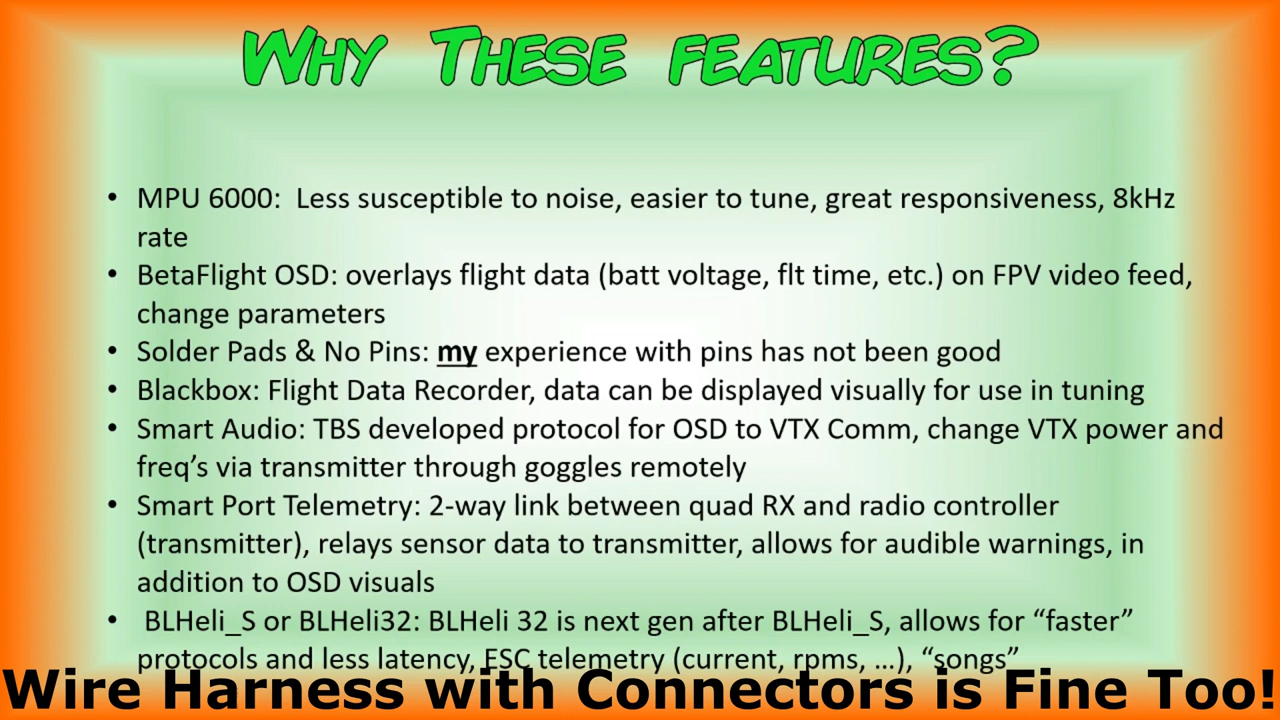 WHY THESE FEATURES?
• MPU 6000:  Less susceptible to noise, easier to tune, great responsiveness, 8kHz
rate
• BetaFlight OSD: overlays flight data (batt voltage, flt time, etc.) on FPV video feed,
change parameters
• Solder Pads & No Pins: my experience with pins has not been good
• Blackbox: Flight Data Recorder, data can be displayed visually for use in tuning
• Smart Audio: TBS developed protocol for OSD to VTX Comm, change VTX power and
freq’s via transmitter through goggles remotely
• Smart Port Telemetry: 2-way link between quad RX and radio controller
(transmitter), relays sensor data to transmitter, allows for audible warnings, in
addition to OSD visuals
• BLHeli_S or BLHeli32: BLHeli 32 is next gen after BLHeli_S, allows for “faster”
protocols and less latency, ESC telemetry (current, rpms, …), “songs”
Wire Harness with Connectors is Fine Too!